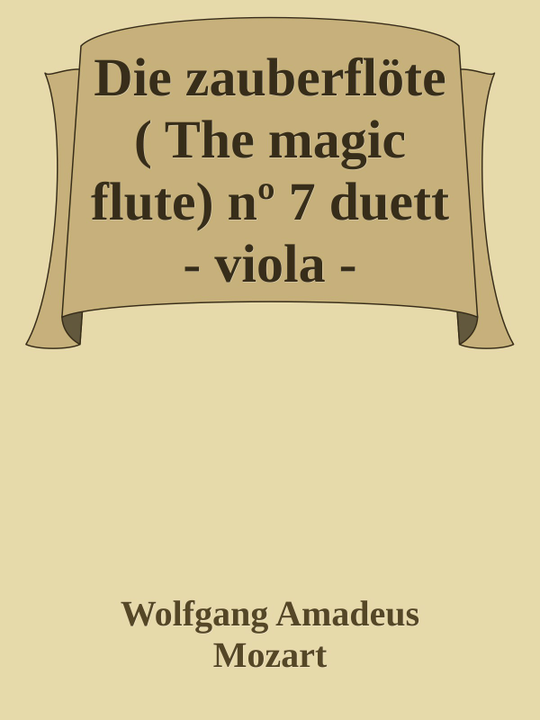 Die zauberflöte
( The magic
flute) nº 7 duett
- viola -
Wolfgang Amadeus
Mozart